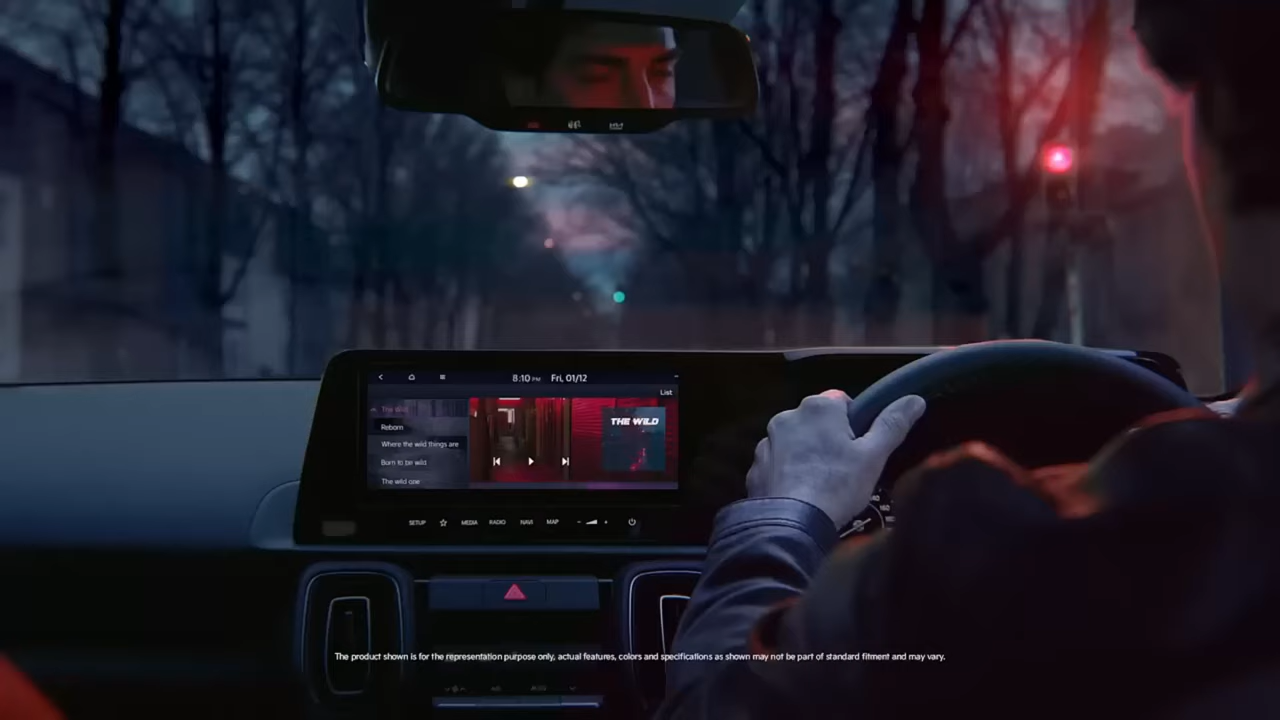 8:10 PM Fri, 01/12
List
The Wild
Reborn
Where the wild things are
Born to be wild
The wild one
THE WILD
SETUP MEDIA RADIO NAVI MAP - +
140
160
The product shown is for the representation purpose only, actual features, colors and specifications as shown may not be part of standard fitment and may vary.